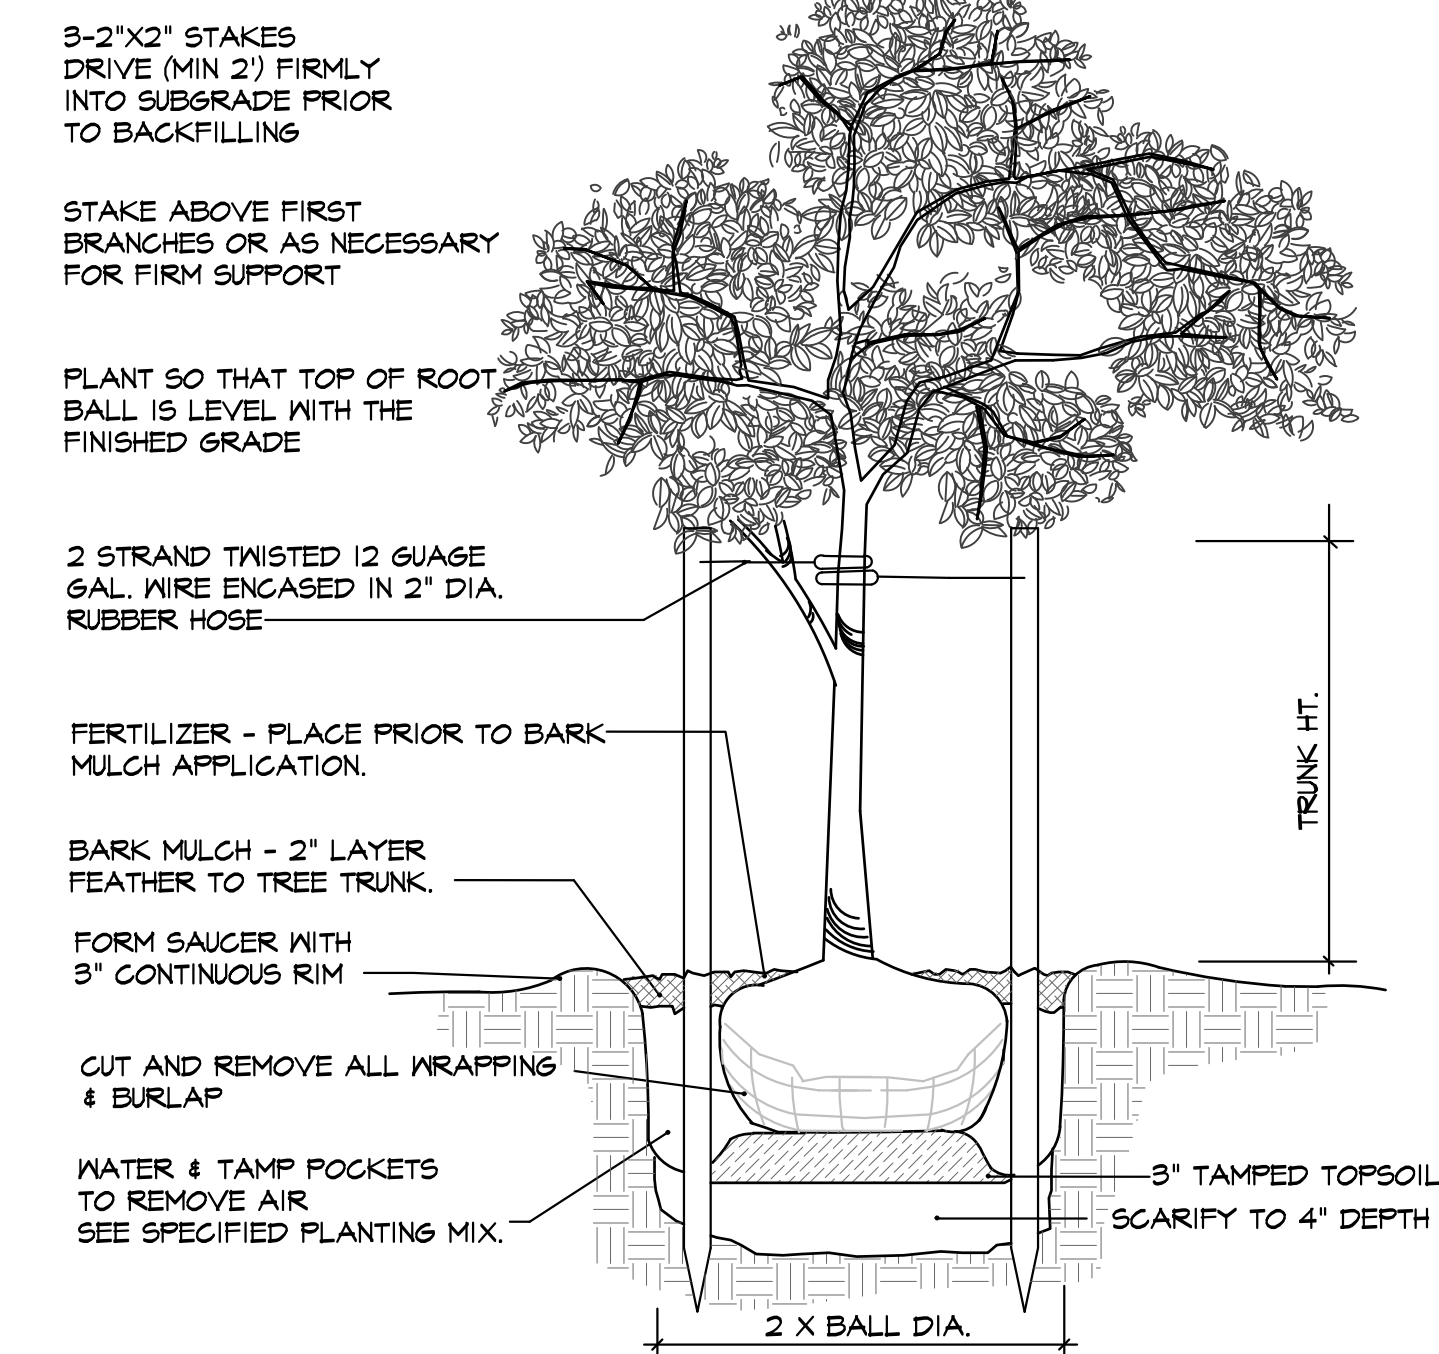 3-2"X2" STAKES
DRIVE (MIN 2') FIRMLY
INTO SUBGRADE PRIOR
TO BACKFILLING
STAKE ABOVE FIRST
BRANCHES OR AS NECESSARY
FOR FIRM SUPPORT
PLANT SO THAT TOP OF ROOT
BALL IS LEVEL WITH THE
FINISHED GRADE
2 STRAND TWISTED 12 GUAGE
GAL. WIRE ENCASED IN 2" DIA.
RUBBER HOSE
TRUNK HT.
FERTILIZER - PLACE PRIOR TO BARK
MULCH APPLICATION.
BARK MULCH - 2" LAYER
FEATHER TO TREE TRUNK.
FORM SAUCER WITH
3" CONTINUOUS RIM
CUT AND REMOVE ALL WRAPPING
& BURLAP
WATER & TAMP POCKETS
TO REMOVE AIR
SEE SPECIFIED PLANTING MIX.
3" TAMPED TOPSOIL
SCARIFY TO 4" DEPTH
2 X BALL DIA.